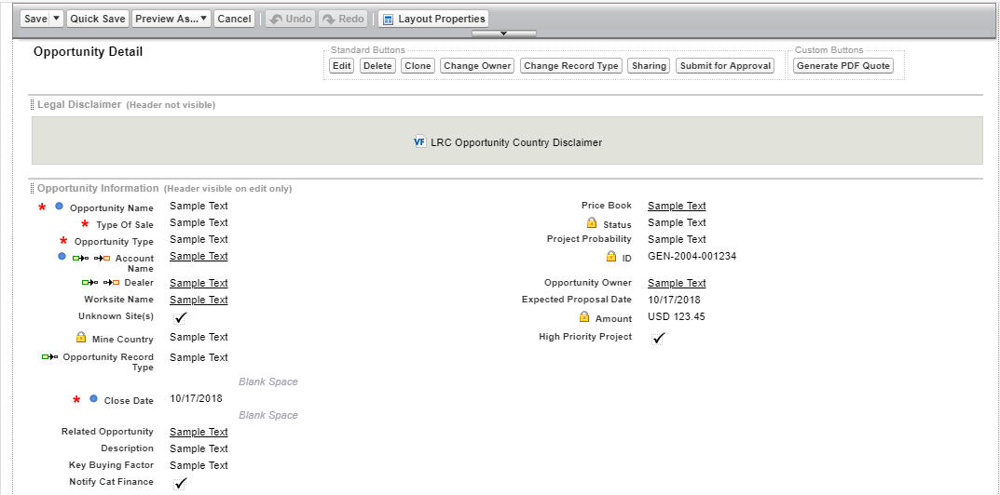 Save Quick Save Preview As... Cancel Undo Redo Layout Properties
Opportunity Detail
Standard Buttons
Edit Delete Clone Change Owner Change Record Type Sharing Submit for Approval
Custom Buttons
Generate PDF Quote
Legal Disclaimer (Header not visible)
VF LRC Opportunity Country Disclaimer
Opportunity Information (Header visible on edit only)
* Opportunity Name Sample Text
* Type Of Sale Sample Text
* Opportunity Type Sample Text
Account Name Sample Text
Dealer Sample Text
Worksite Name Sample Text
Unknown Site(s)
Mine Country Sample Text
Opportunity Record Type Sample Text
Blank Space
* Close Date 10/17/2018
Blank Space
Related Opportunity Sample Text
Description Sample Text
Key Buying Factor Sample Text
Notify Cat Finance
Price Book Sample Text
Status Sample Text
Project Probability Sample Text
ID GEN-2004-001234
Opportunity Owner Sample Text
Expected Proposal Date 10/17/2018
Amount USD 123.45
High Priority Project